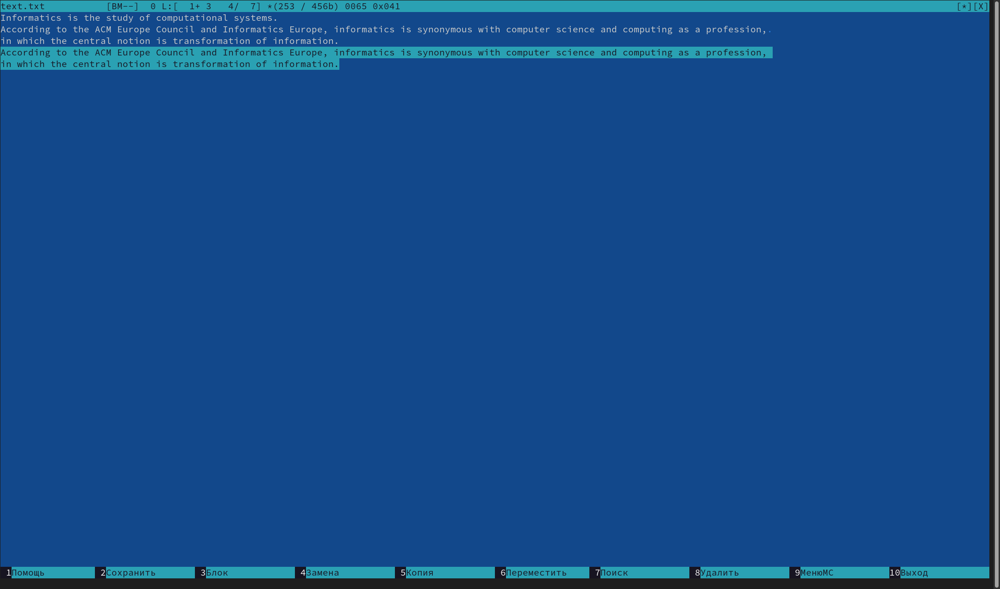 text.txt [BM--] 0 L:[ 1+ 3 4/ 7] *(253 / 456b) 0065 0x041 [*][X]
Informatics is the study of computational systems.
According to the ACM Europe Council and Informatics Europe, informatics is synonymous with computer science and computing as a profession,.
in which the central notion is transformation of information.
According to the ACM Europe Council and Informatics Europe, informatics is synonymous with computer science and computing as a profession,
in which the central notion is transformation of information.
1Помощь 2Сохранить 3Блок 4Замена 5Копия 6Переместить 7Поиск 8Удалить 9МенюMC 10Выход